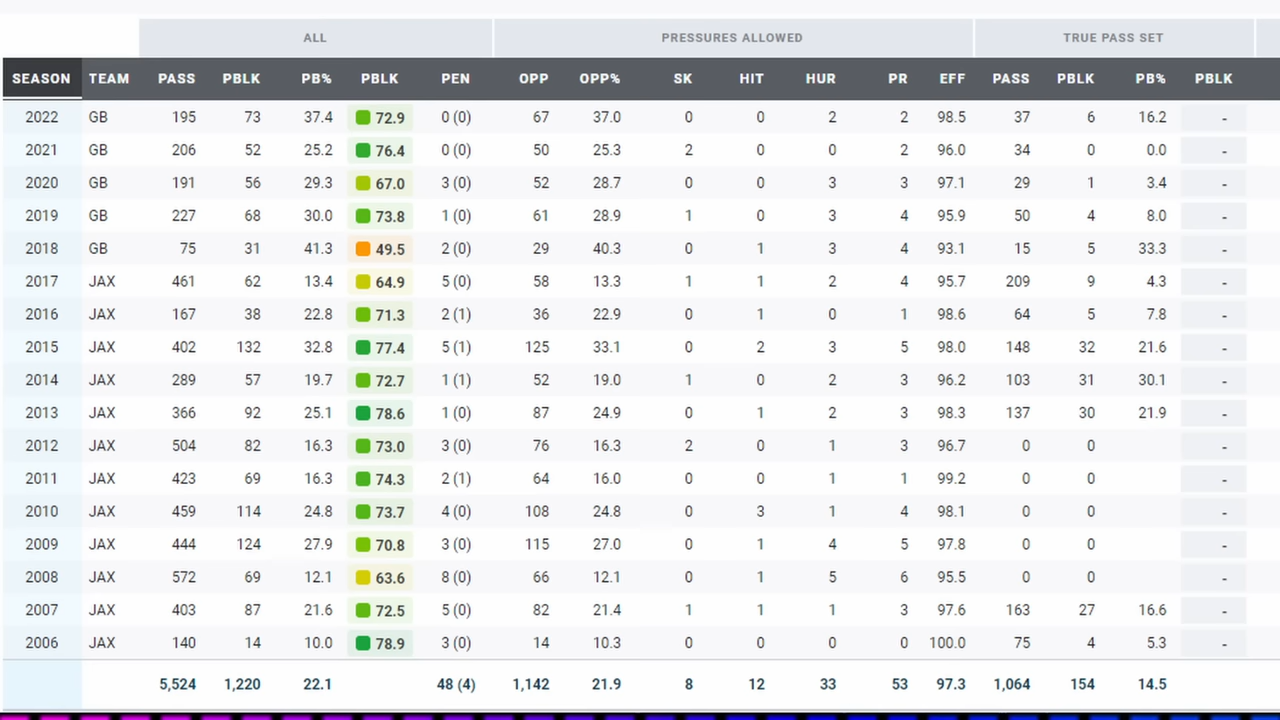 ALL PRESSURES ALLOWED TRUE PASS SET
SEASON TEAM PASS PBLK PB% PBLK PEN OPP OPP% SK HIT HUR PR EFF PASS PBLK PB% PBLK
2022 GB 195 73 37.4 72.9 0 (0) 67 37.0 0 0 2 2 98.5 37 6 16.2 -
2021 GB 206 52 25.2 76.4 0 (0) 50 25.3 2 0 0 2 96.0 34 0 0.0 -
2020 GB 191 56 29.3 67.0 3 (0) 52 28.7 0 0 3 3 97.1 29 1 3.4 -
2019 GB 227 68 30.0 73.8 1 (0) 61 28.9 1 0 3 4 95.9 50 4 8.0 -
2018 GB 75 31 41.3 49.5 2 (0) 29 40.3 0 1 3 4 93.1 15 5 33.3 -
2017 JAX 461 62 13.4 64.9 5 (0) 58 13.3 1 1 2 4 95.7 209 9 4.3 -
2016 JAX 167 38 22.8 71.3 2 (1) 36 22.9 0 1 0 1 98.6 64 5 7.8 -
2015 JAX 402 132 32.8 77.4 5 (1) 125 33.1 0 2 3 5 98.0 148 32 21.6 -
2014 JAX 289 57 19.7 72.7 1 (1) 52 19.0 1 0 2 3 96.2 103 31 30.1 -
2013 JAX 366 92 25.1 78.6 1 (0) 87 24.9 0 1 2 3 98.3 137 30 21.9 -
2012 JAX 504 82 16.3 73.0 3 (0) 76 16.3 2 0 1 3 96.7 0 0 -
2011 JAX 423 69 16.3 74.3 2 (1) 64 16.0 0 0 1 1 99.2 0 0 -
2010 JAX 459 114 24.8 73.7 4 (0) 108 24.8 0 3 1 4 98.1 0 0 -
2009 JAX 444 124 27.9 70.8 3 (0) 115 27.0 0 1 4 5 97.8 0 0 -
2008 JAX 572 69 12.1 63.6 8 (0) 66 12.1 0 1 5 6 95.5 0 0 -
2007 JAX 403 87 21.6 72.5 5 (0) 82 21.4 1 1 1 3 97.6 163 27 16.6 -
2006 JAX 140 14 10.0 78.9 3 (0) 14 10.3 0 0 0 0 100.0 75 4 5.3 -
5,524 1,220 22.1 48 (4) 1,142 21.9 8 12 33 53 97.3 1,064 154 14.5